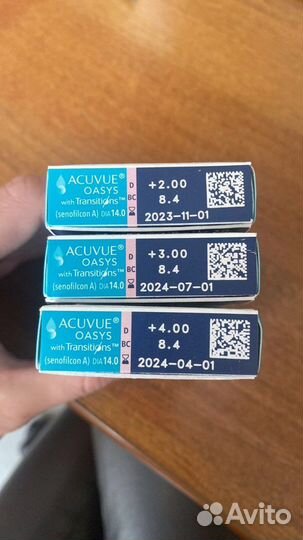 ACUVUE®
OASYS
with Transitions™
(senofilcon A) DIA 14.0
D +2.00
BC 8.4
2023-11-01
ACUVUE®
OASYS
with Transitions™
(senofilcon A) DIA 14.0
D +3.00
BC 8.4
2024-07-01
ACUVUE®
OASYS
with Transitions™
(senofilcon A) DIA 14.0
D +4.00
BC 8.4
2024-04-01
Avito